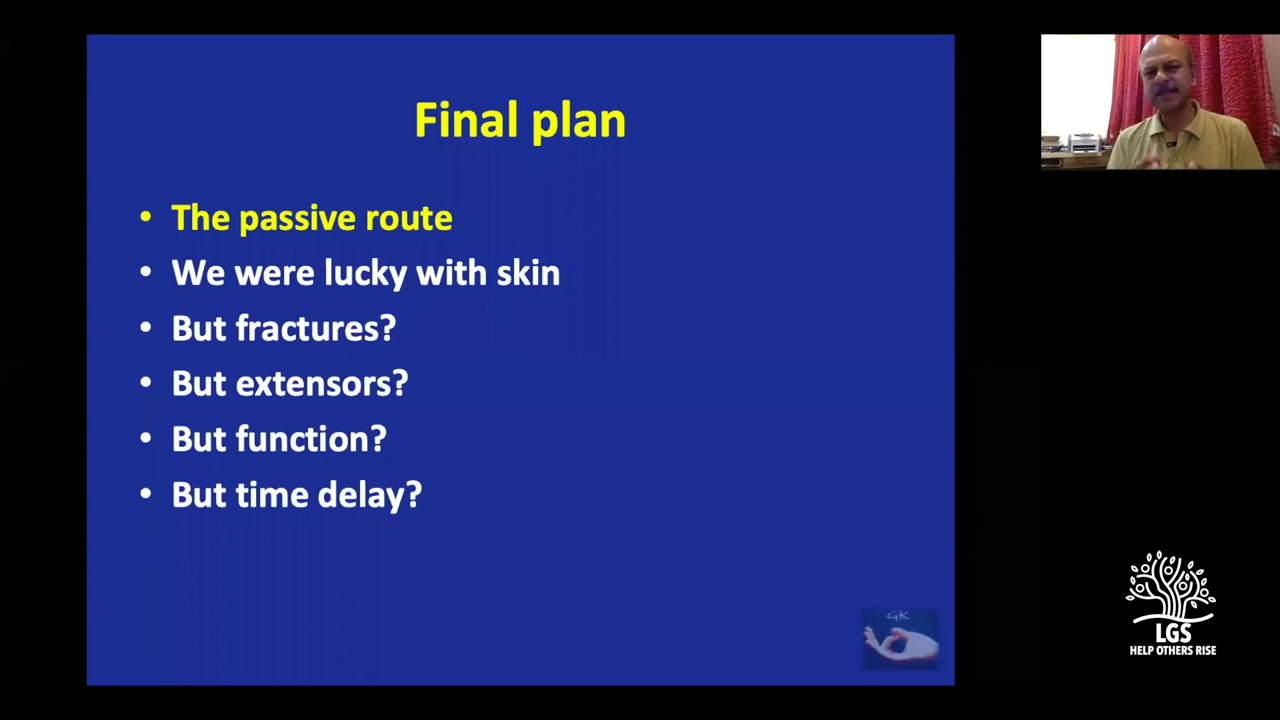 Final plan
• The passive route
• We were lucky with skin
• But fractures?
• But extensors?
• But function?
• But time delay?
GK
LGS
HELP OTHERS RISE